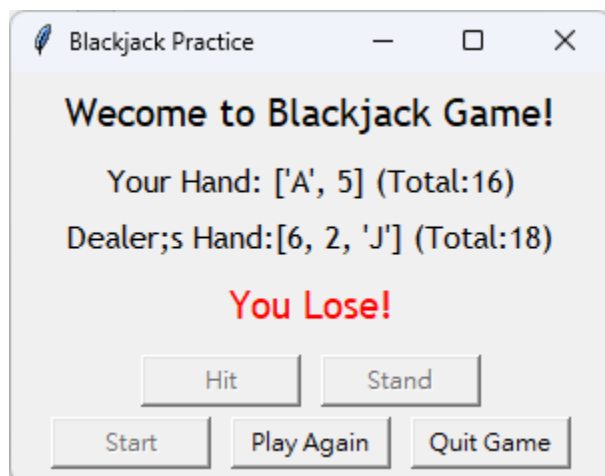 Blackjack Practice
Wecome to Blackjack Game!
Your Hand: ['A', 5] (Total:16)
Dealer;s Hand:[6, 2, 'J'] (Total:18)
You Lose!
Hit Stand
Start Play Again Quit Game